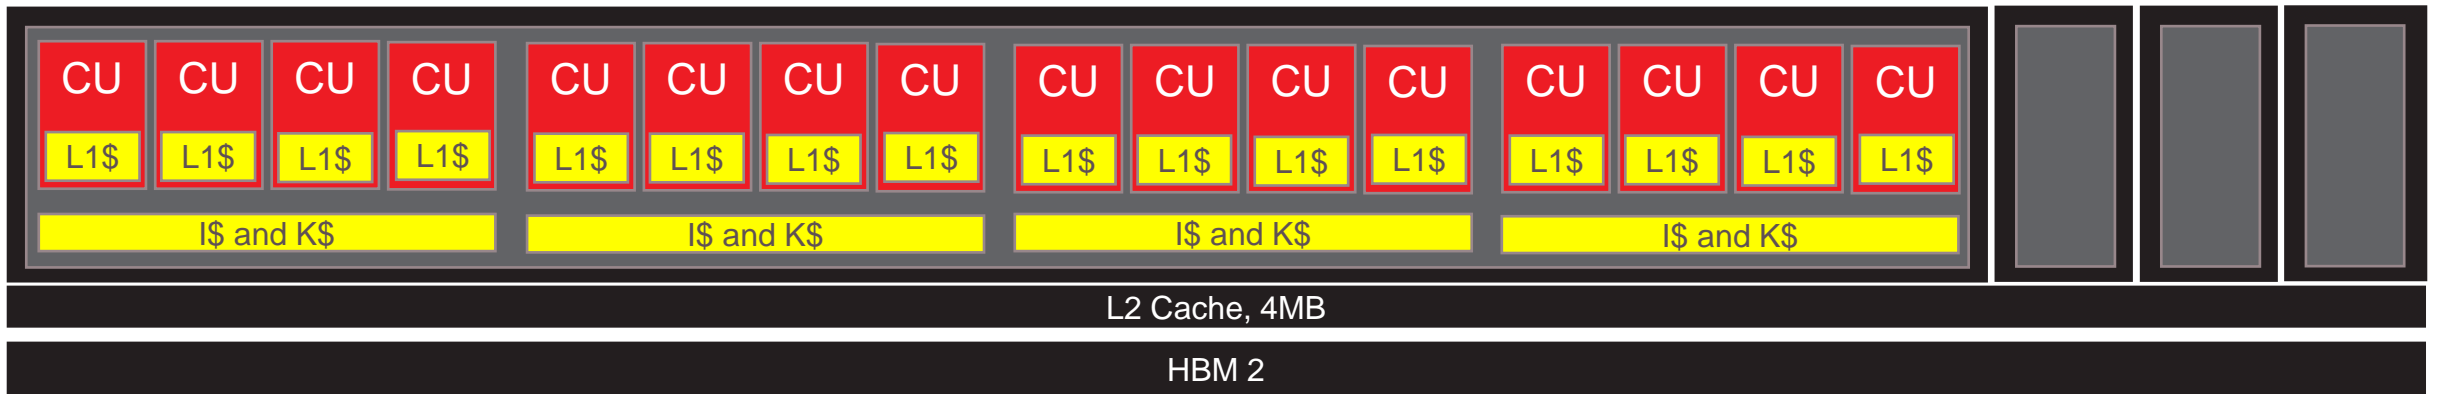 CU CU CU CU CU CU CU CU CU CU CU CU CU CU CU CU
L1$ L1$ L1$ L1$ L1$ L1$ L1$ L1$ L1$ L1$ L1$ L1$ L1$ L1$ L1$ L1$
I$ and K$ I$ and K$ I$ and K$ I$ and K$
L2 Cache, 4MB
HBM 2